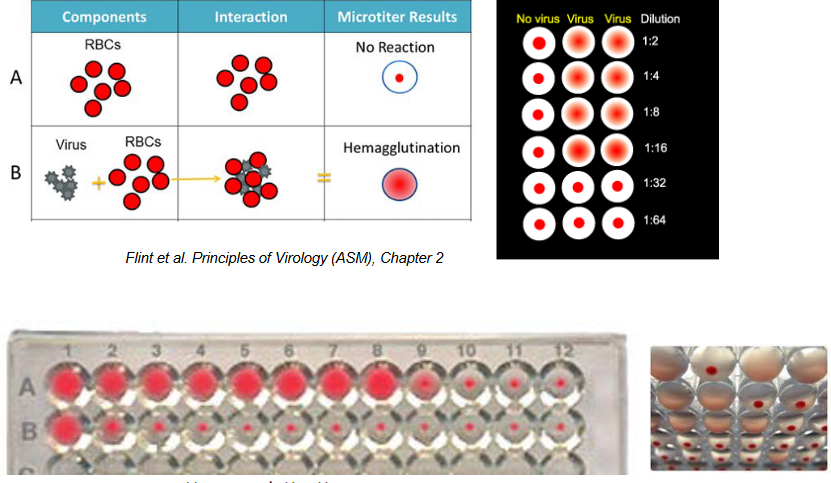 Components Interaction Microtiter Results
RBCs
No Reaction
A
Virus
RBCs
Hemagglutination
B
+
=
Flint et al. Principles of Virology (ASM), Chapter 2
No virus Virus Virus Dilution
1:2
1:4
1:8
1:16
1:32
1:64
1 2 3 4 5 6 7 8 9 10 11 12
A
B